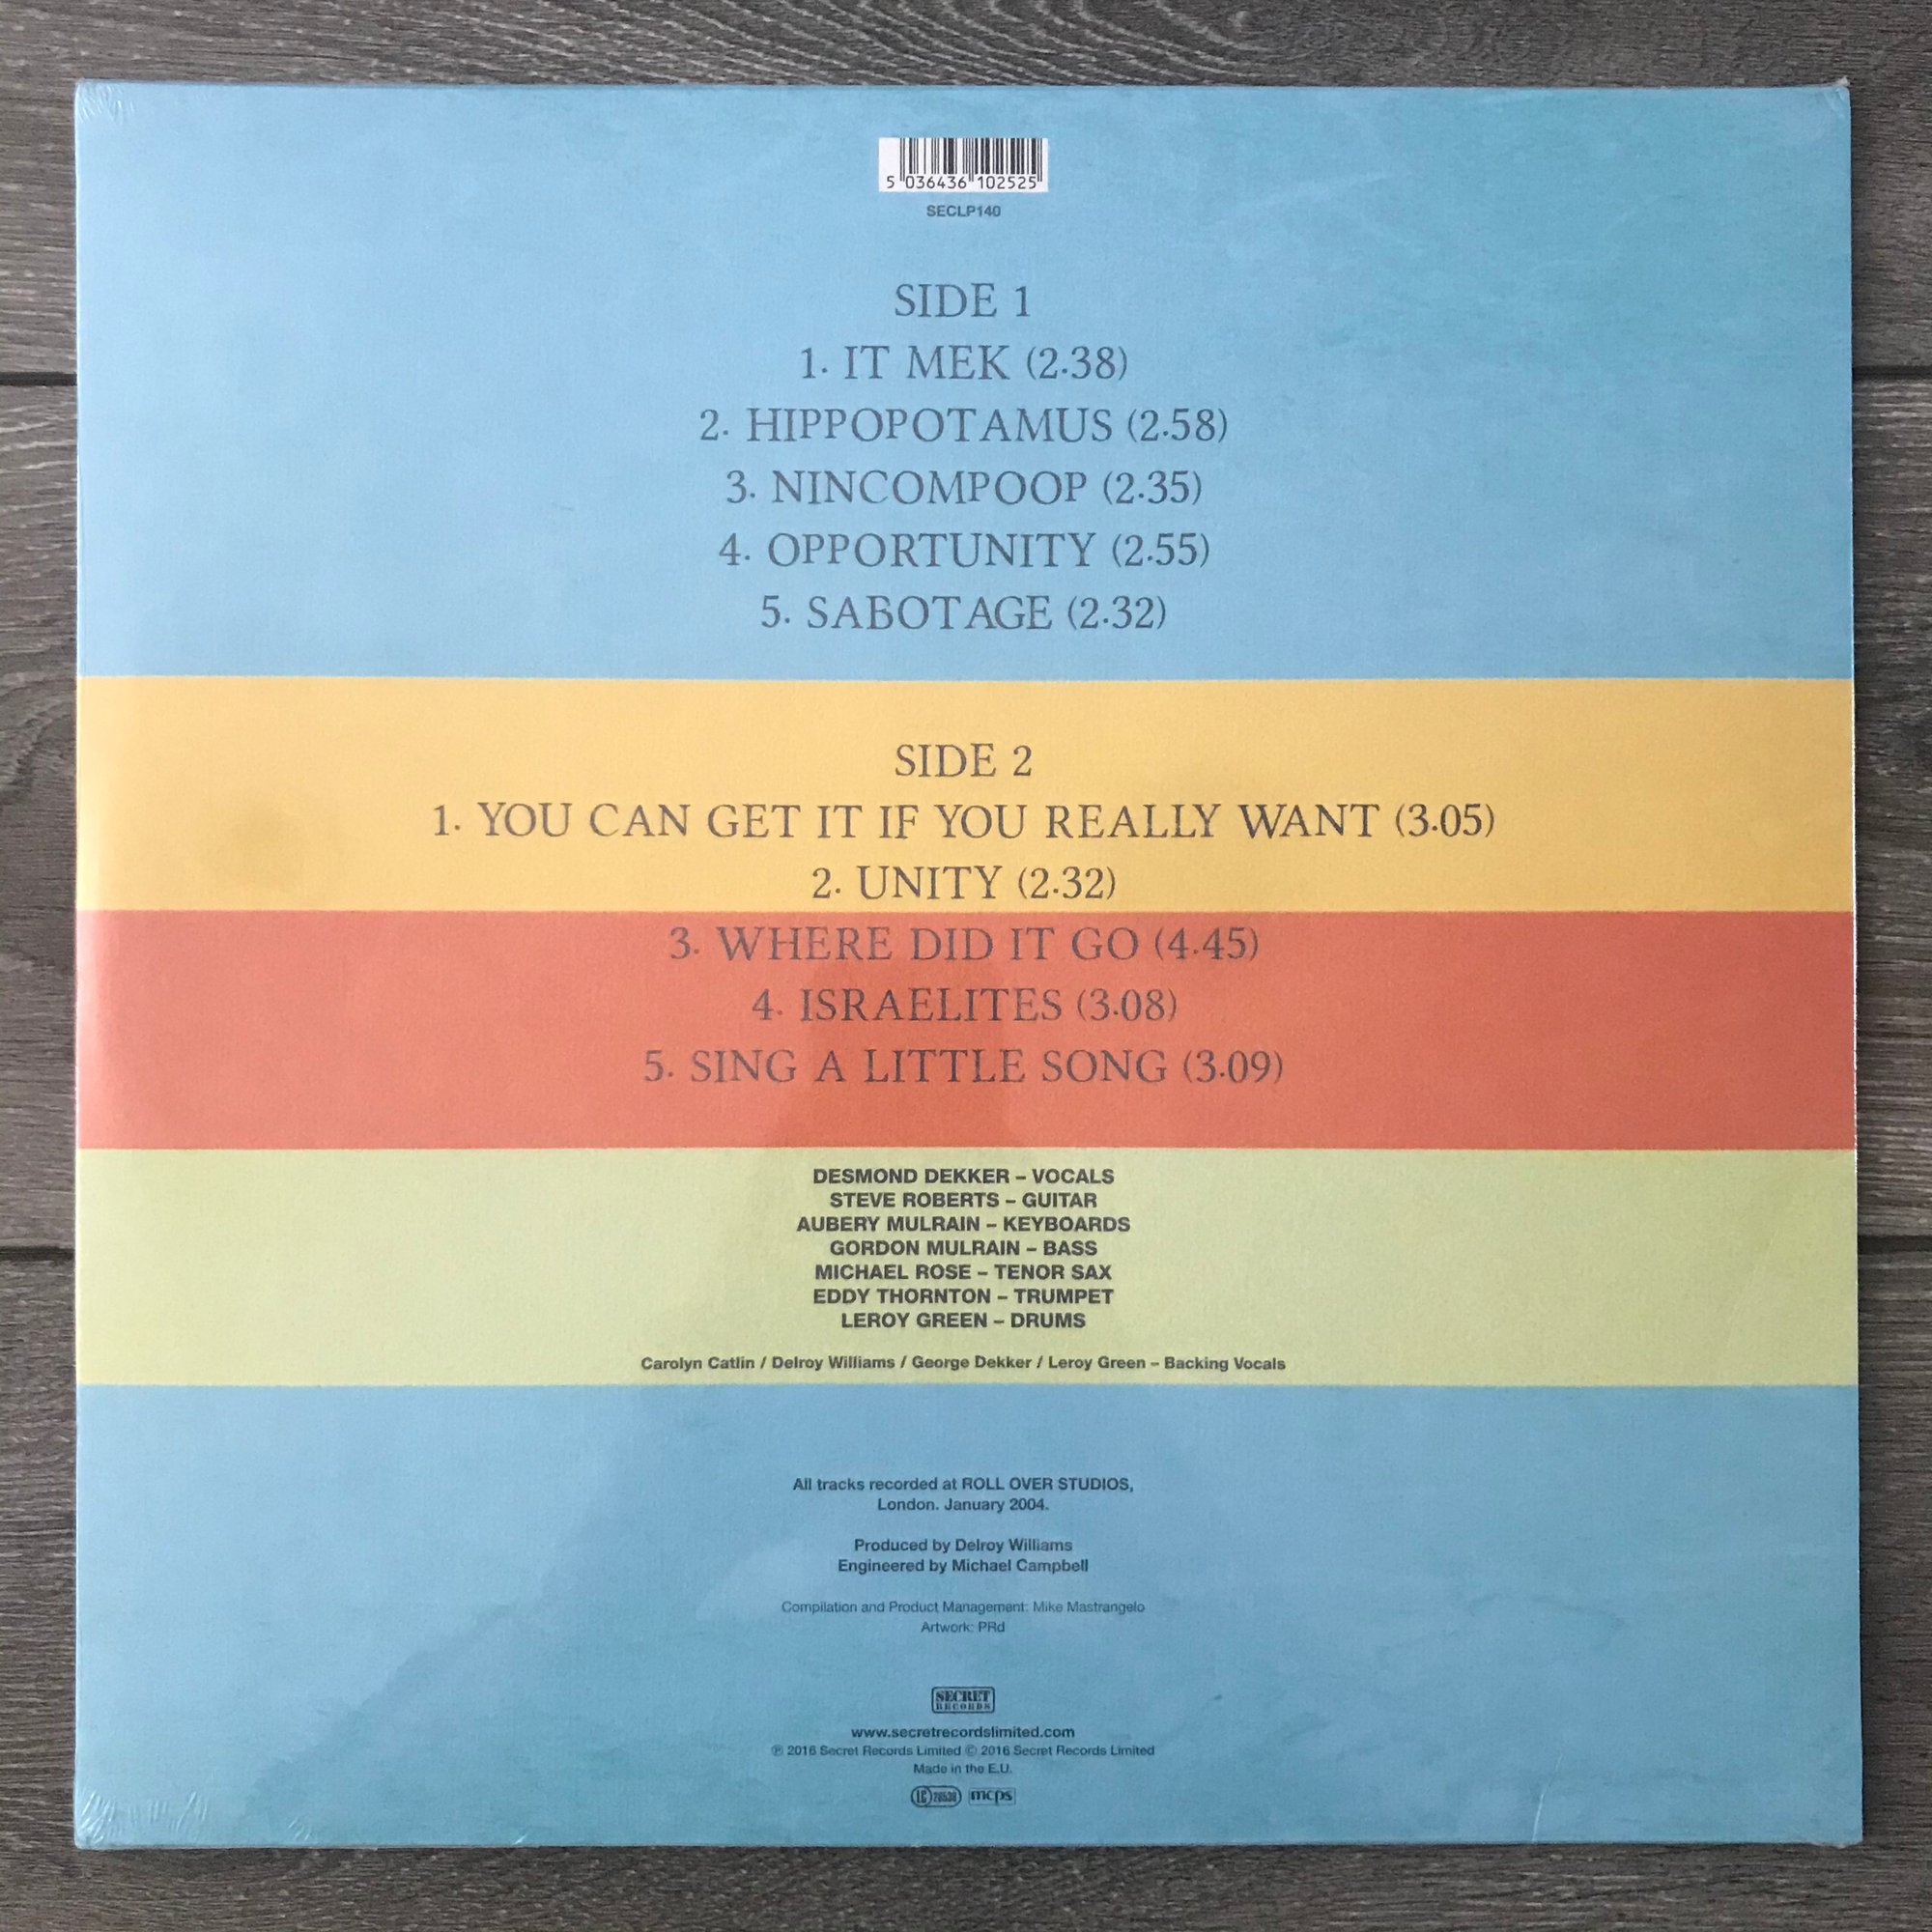 5 036436 102525
SECLP140
SIDE 1
1. IT MEK (2.38)
2. HIPPOPOTAMUS (2.58)
3. NINCOMPOOP (2.35)
4. OPPORTUNITY (2.55)
5. SABOTAGE (2.32)
SIDE 2
1. YOU CAN GET IT IF YOU REALLY WANT (3.05)
2. UNITY (2.32)
3. WHERE DID IT GO (4.45)
4. ISRAELITES (3.08)
5. SING A LITTLE SONG (3.09)
DESMOND DEKKER – VOCALS
STEVE ROBERTS – GUITAR
AUBERY MULRAIN – KEYBOARDS
GORDON MULRAIN – BASS
MICHAEL ROSE – TENOR SAX
EDDY THORNTON – TRUMPET
LEROY GREEN – DRUMS
Carolyn Catlin / Delroy Williams / George Dekker / Leroy Green – Backing Vocals
All tracks recorded at ROLL OVER STUDIOS,
London. January 2004.
Produced by Delroy Williams
Engineered by Michael Campbell
Compilation and Product Management: Mike Mastrangelo
Artwork: PRd
SECRET
RECORDS
www.secretrecordslimited.com
℗ 2016 Secret Records Limited © 2016 Secret Records Limited
Made in the E.U.
LC mcps